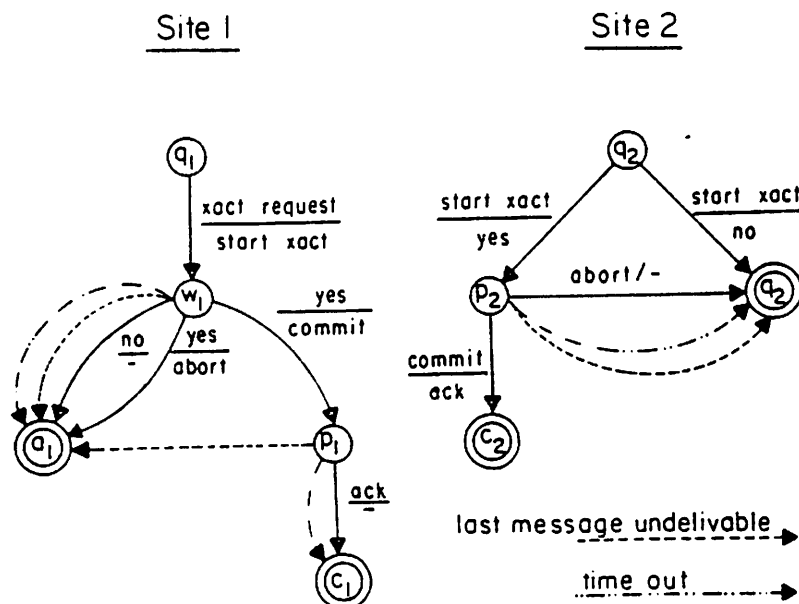 Site 1
Site 2
q1
q2
xact request
start xact
start xact
yes
start xact
no
w1
yes
commit
no
-
yes
abort
p2
abort/-
q2
commit
ack
a1
p1
ack
-
c2
c1
last message undelivable
time out